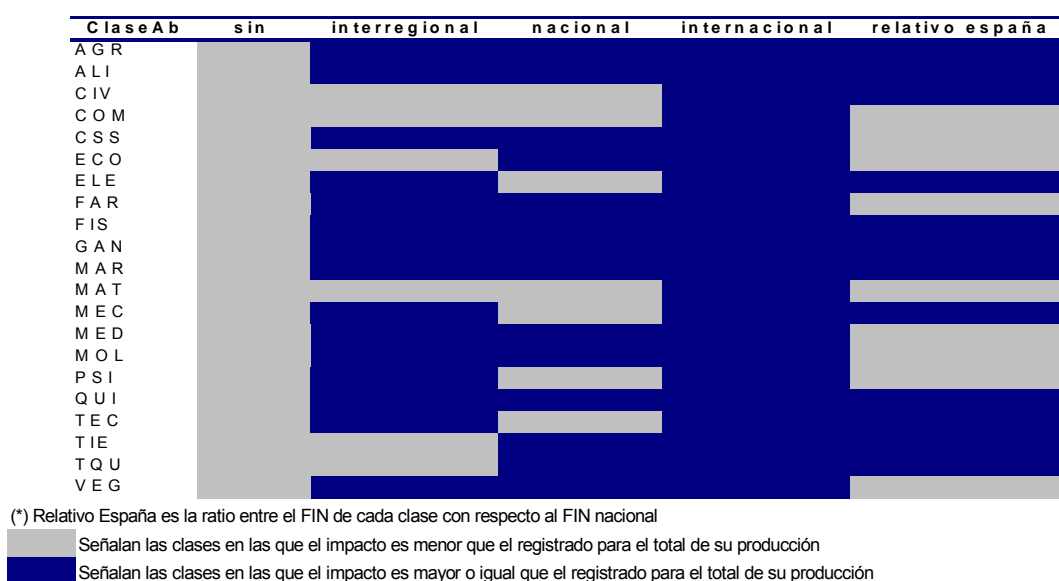 ClaseAb sin interregional nacional internacional relativo españa
AGR
ALI
CIV
COM
CSS
ECO
ELE
FAR
FIS
GAN
MAR
MAT
MEC
MED
MOL
PSI
QUI
TEC
TIE
TQU
VEG
(*) Relativo España es la ratio entre el FIN de cada clase con respecto al FIN nacional
Señalan las clases en las que el impacto es menor que el registrado para el total de su producción
Señalan las clases en las que el impacto es mayor o igual que el registrado para el total de su producción